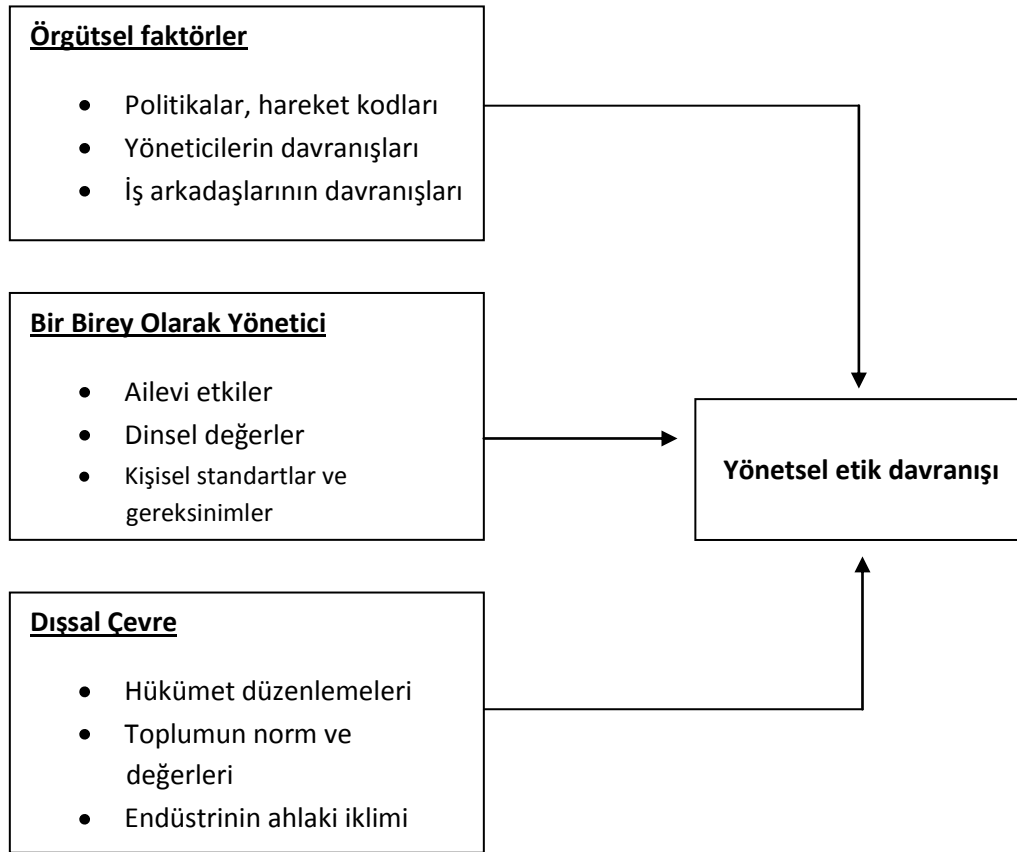 Örgütsel faktörler
• Politikalar, hareket kodları
• Yöneticilerin davranışları
• İş arkadaşlarının davranışları
Bir Birey Olarak Yönetici
• Ailevi etkiler
• Dinsel değerler
• Kişisel standartlar ve
gereksinimler
Yönetsel etik davranışı
Dışsal Çevre
• Hükümet düzenlemeleri
• Toplumun norm ve
değerleri
• Endüstrinin ahlaki iklimi